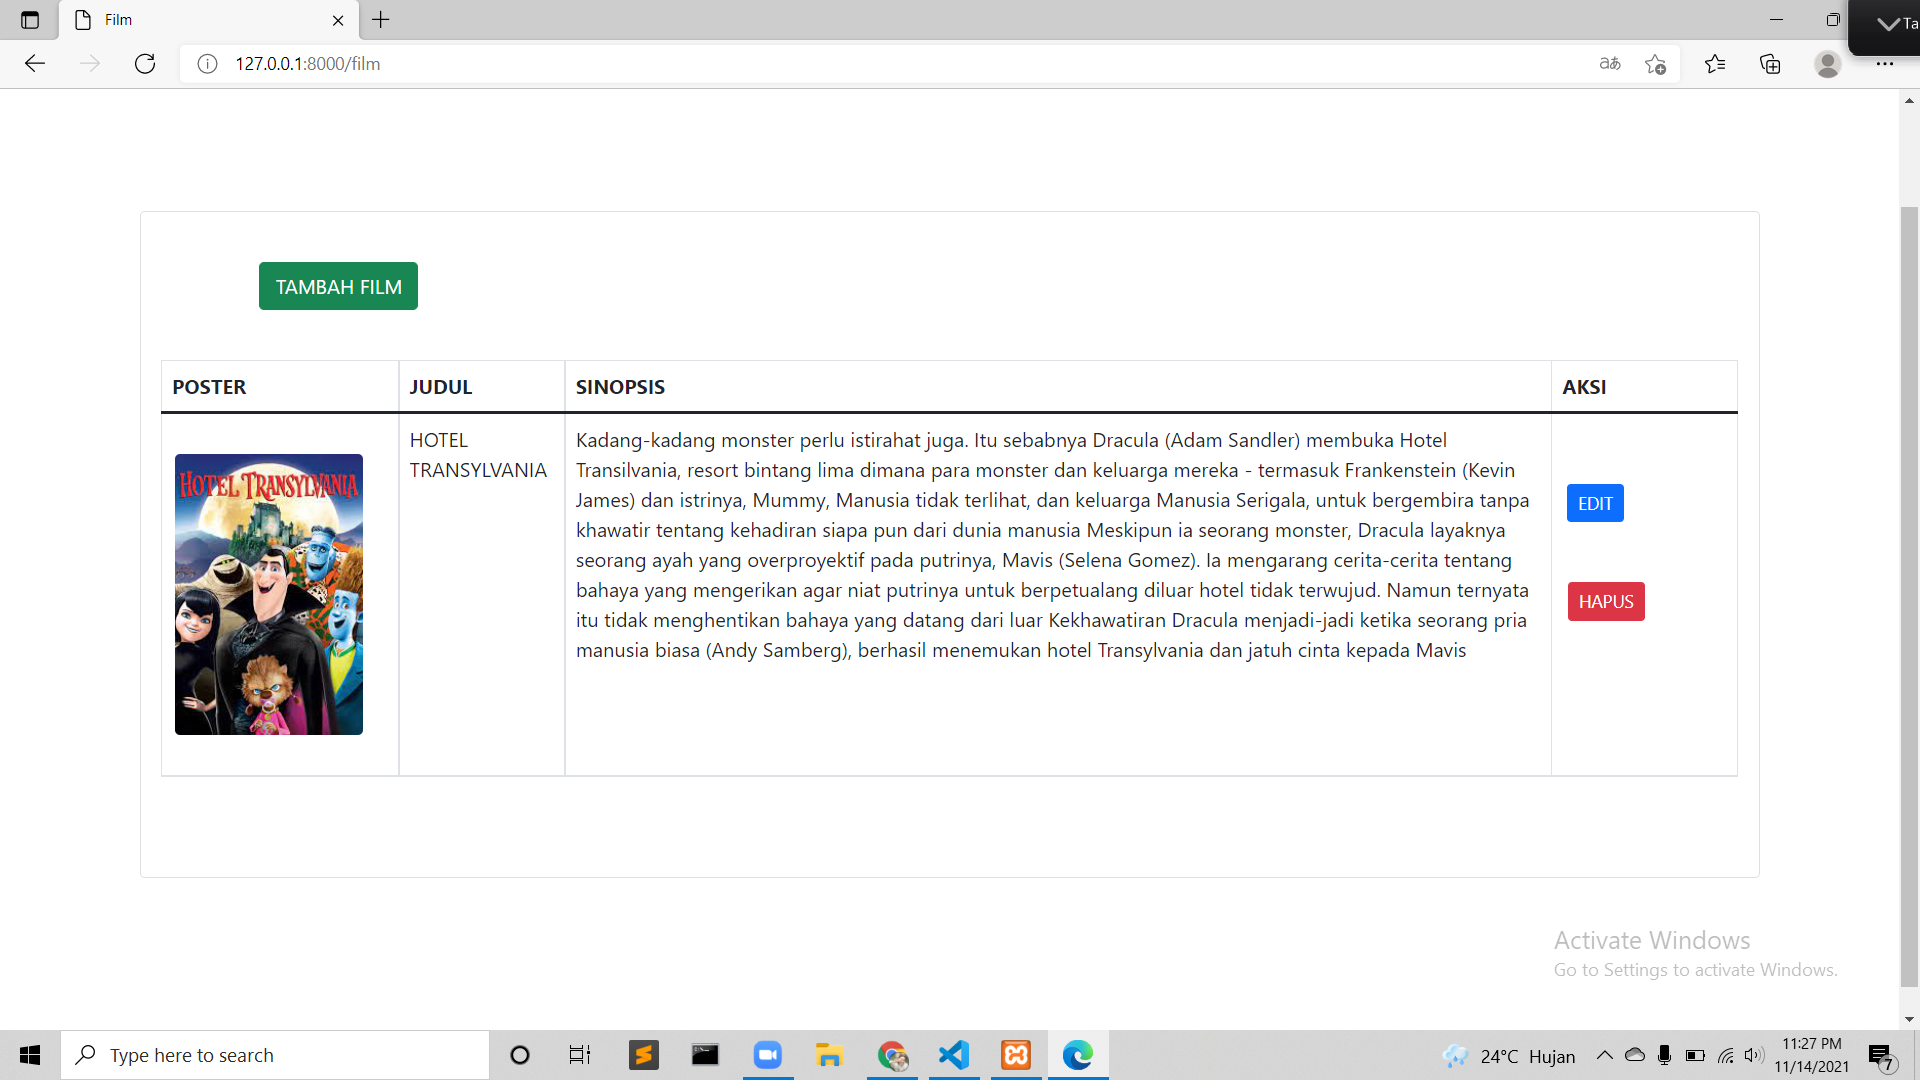 Film
Ta
127.0.0.1:8000/film
TAMBAH FILM
POSTER
JUDUL
SINOPSIS
AKSI
HOTEL TRANSYLVANIA
HOTEL
TRANSYLVANIA
Kadang-kadang monster perlu istirahat juga. Itu sebabnya Dracula (Adam Sandler) membuka Hotel
Transilvania, resort bintang lima dimana para monster dan keluarga mereka - termasuk Frankenstein (Kevin
James) dan istrinya, Mummy, Manusia tidak terlihat, dan keluarga Manusia Serigala, untuk bergembira tanpa
khawatir tentang kehadiran siapa pun dari dunia manusia Meskipun ia seorang monster, Dracula layaknya
seorang ayah yang overproyektif pada putrinya, Mavis (Selena Gomez). Ia mengarang cerita-cerita tentang
bahaya yang mengerikan agar niat putrinya untuk berpetualang diluar hotel tidak terwujud. Namun ternyata
itu tidak menghentikan bahaya yang datang dari luar Kekhawatiran Dracula menjadi-jadi ketika seorang pria
manusia biasa (Andy Samberg), berhasil menemukan hotel Transylvania dan jatuh cinta kepada Mavis
EDIT
HAPUS
Activate Windows
Go to Settings to activate Windows.
Type here to search
24°C Hujan
11:27 PM
11/14/2021
7